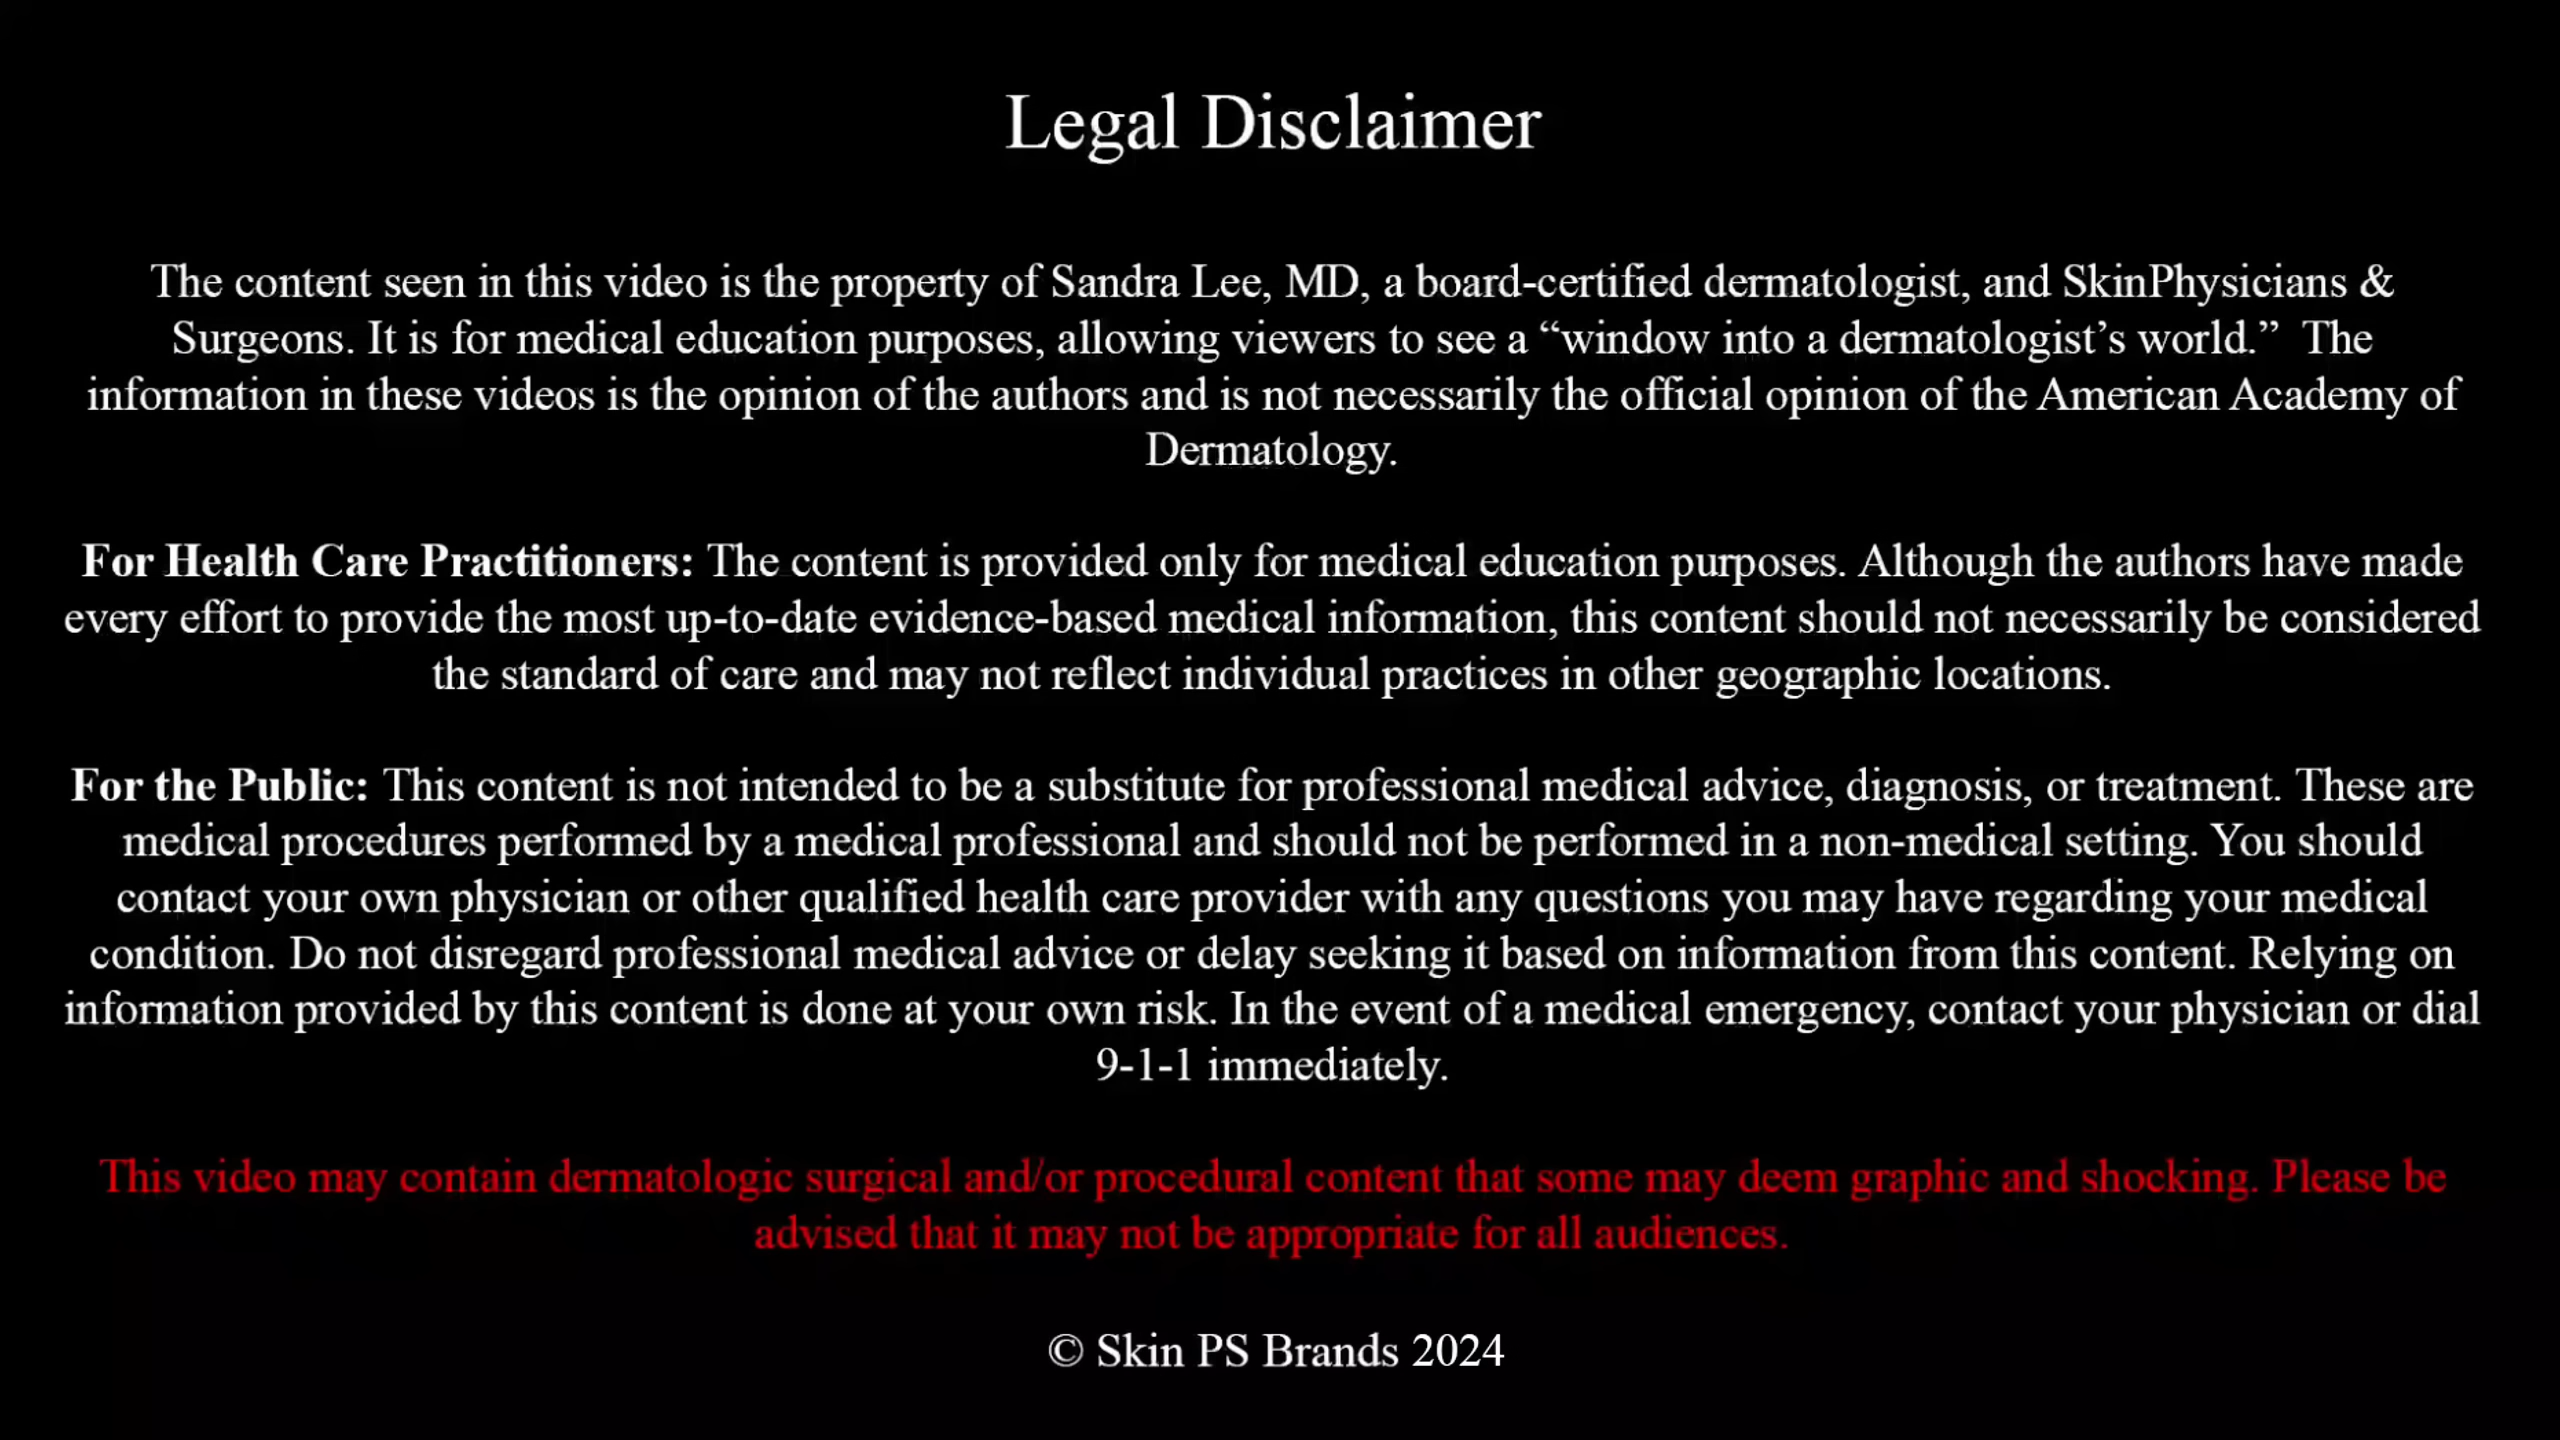 Legal Disclaimer
The content seen in this video is the property of Sandra Lee, MD, a board-certified dermatologist, and SkinPhysicians &
Surgeons. It is for medical education purposes, allowing viewers to see a “window into a dermatologist’s world.”  The
information in these videos is the opinion of the authors and is not necessarily the official opinion of the American Academy of
Dermatology.
For Health Care Practitioners: The content is provided only for medical education purposes. Although the authors have made
every effort to provide the most up-to-date evidence-based medical information, this content should not necessarily be considered
the standard of care and may not reflect individual practices in other geographic locations.
For the Public: This content is not intended to be a substitute for professional medical advice, diagnosis, or treatment. These are
medical procedures performed by a medical professional and should not be performed in a non-medical setting. You should
contact your own physician or other qualified health care provider with any questions you may have regarding your medical
condition. Do not disregard professional medical advice or delay seeking it based on information from this content. Relying on
information provided by this content is done at your own risk. In the event of a medical emergency, contact your physician or dial
9-1-1 immediately.
This video may contain dermatologic surgical and/or procedural content that some may deem graphic and shocking. Please be
advised that it may not be appropriate for all audiences.
© Skin PS Brands 2024